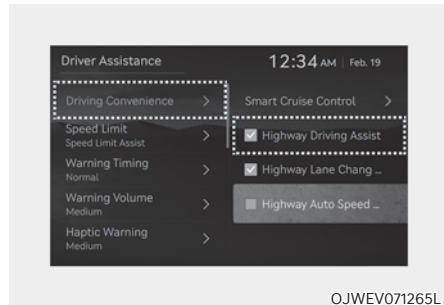 Driver Assistance
12:34 AM | Feb. 19
Driving Convenience >
Speed Limit >
Speed Limit Assist
Warning Timing >
Normal
Warning Volume >
Medium
Haptic Warning >
Medium
Smart Cruise Control >
Highway Driving Assist
Highway Lane Chang ...
Highway Auto Speed ...
OJWEV071265L